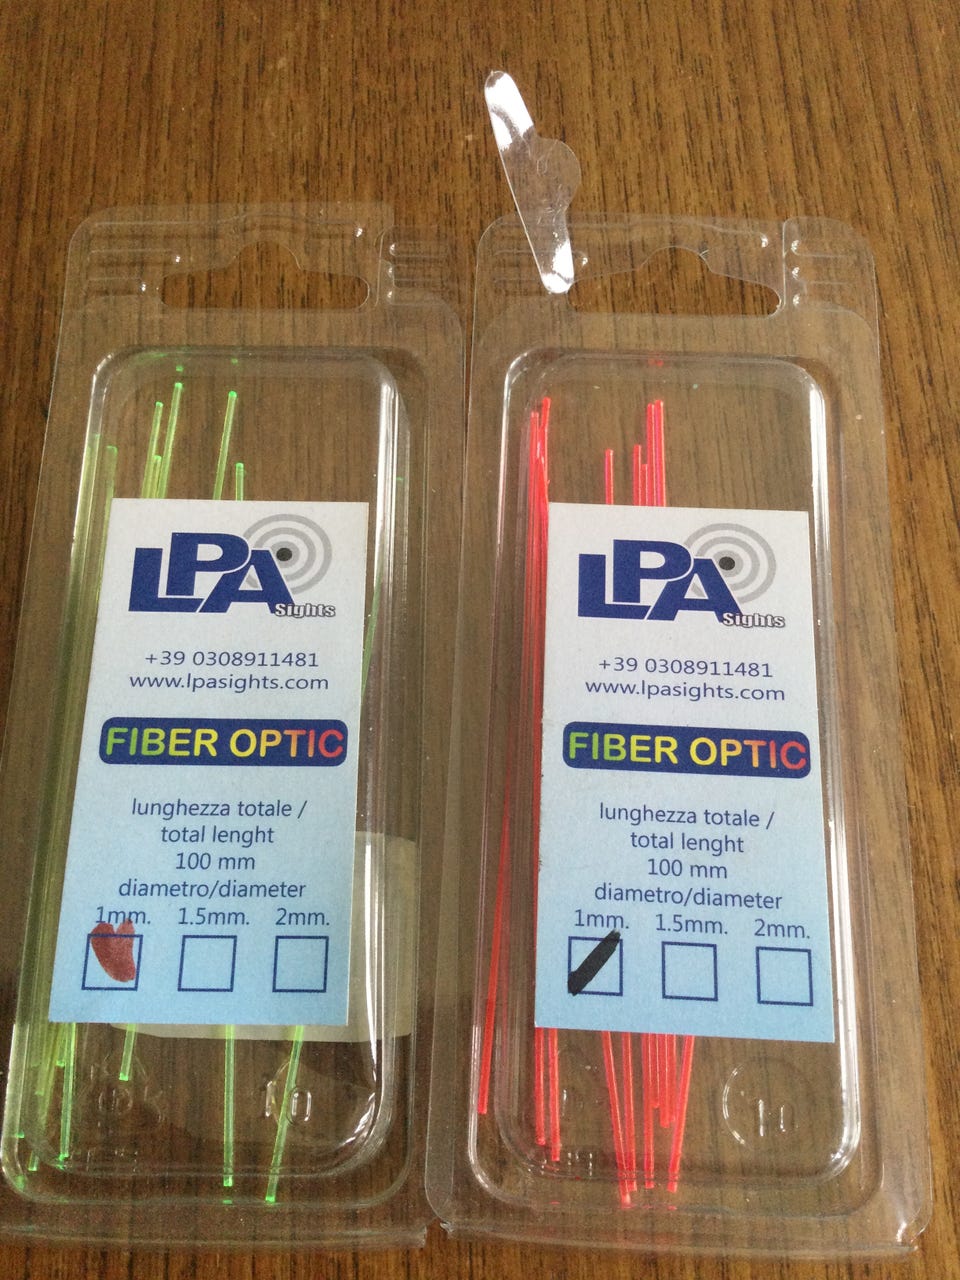 LPA
Sights
+39 0308911481
www.lpasights.com
FIBER OPTIC
lunghezza totale /
total lenght
100 mm
diametro/diameter
1mm. 1.5mm. 2mm.
LPA
Sights
+39 0308911481
www.lpasights.com
FIBER OPTIC
lunghezza totale /
total lenght
100 mm
diametro/diameter
1mm. 1.5mm. 2mm.